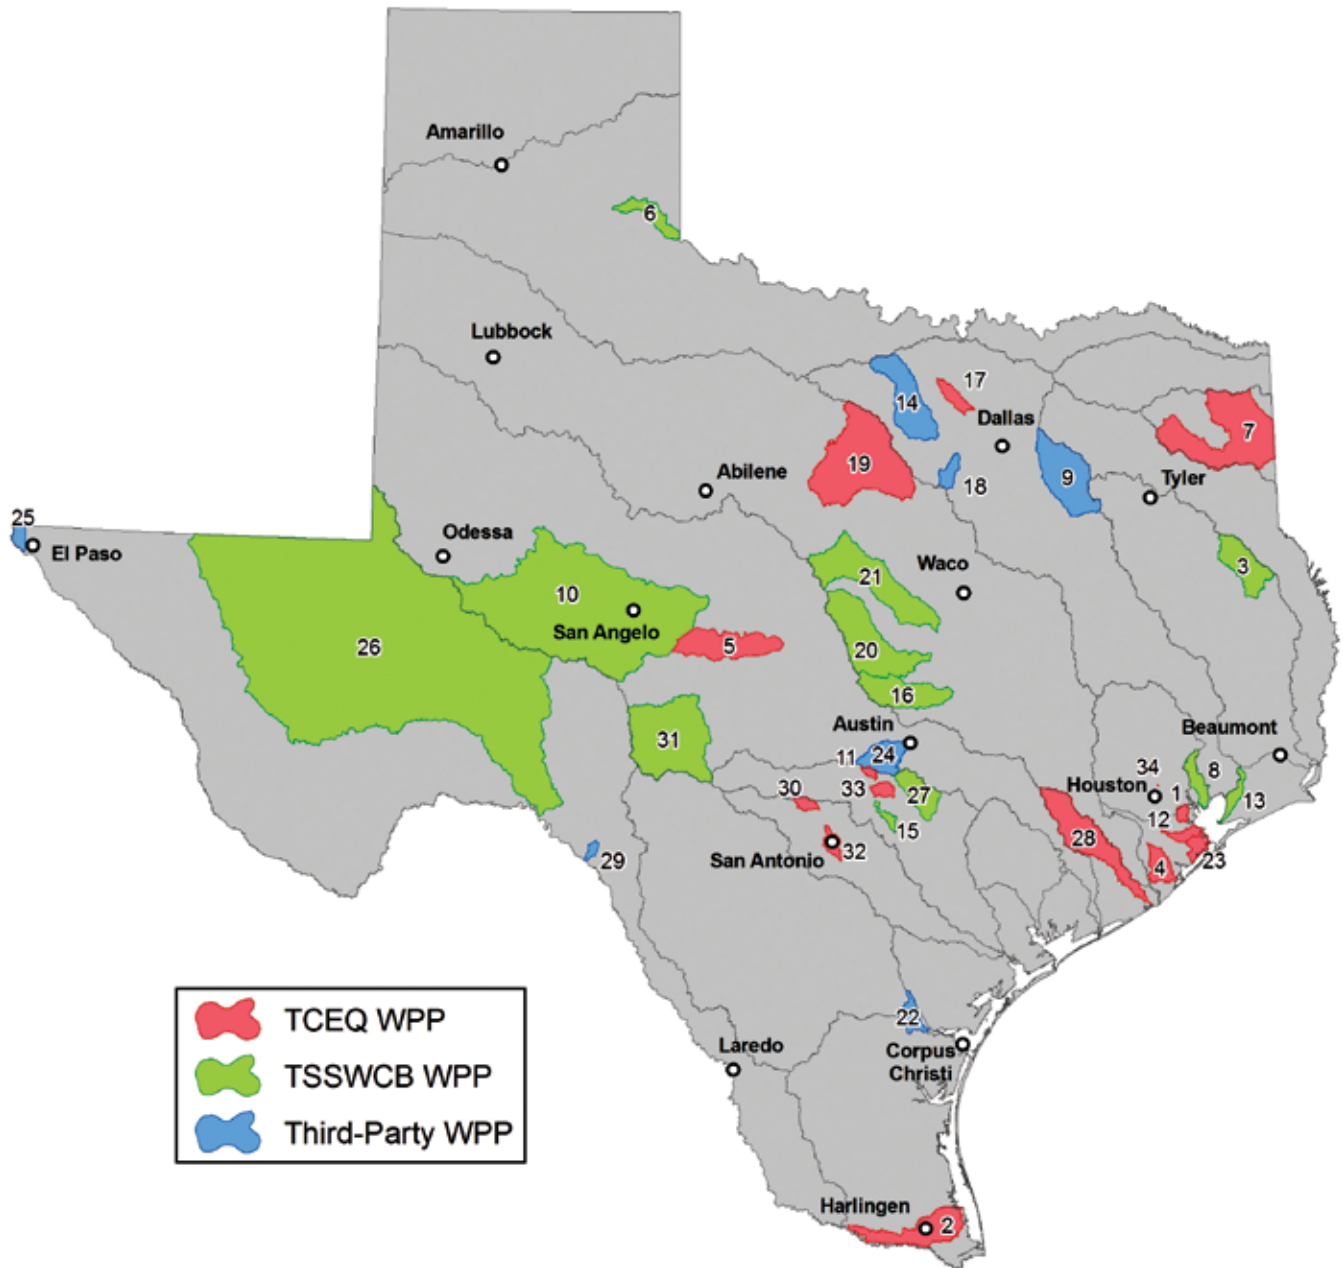 Amarillo
6
Lubbock
17
14
Dallas
7
19
Abilene
18
9
Tyler
25
El Paso
Odessa
21
Waco
3
10
San Angelo
5
26
20
16
Austin
Beaumont
31
11
24
34
8
30
33
27
Houston
1
13
15
12
San Antonio
32
28
4
23
29
22
TCEQ WPP
TSSWCB WPP
Third-Party WPP
Laredo
Corpus
Christi
Harlingen
2